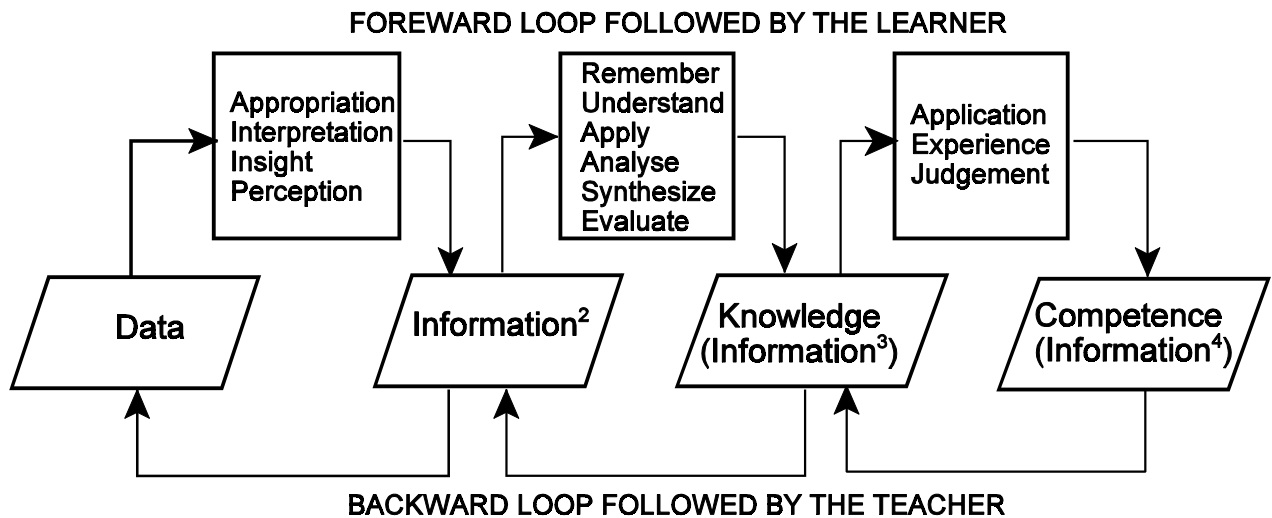 FOREWARD LOOP FOLLOWED BY THE LEARNER
Appropriation
Interpretation
Insight
Perception
Remember
Understand
Apply
Analyse
Synthesize
Evaluate
Application
Experience
Judgement
Data
Information²
Knowledge
(Information³)
Competence
(Information⁴)
BACKWARD LOOP FOLLOWED BY THE TEACHER